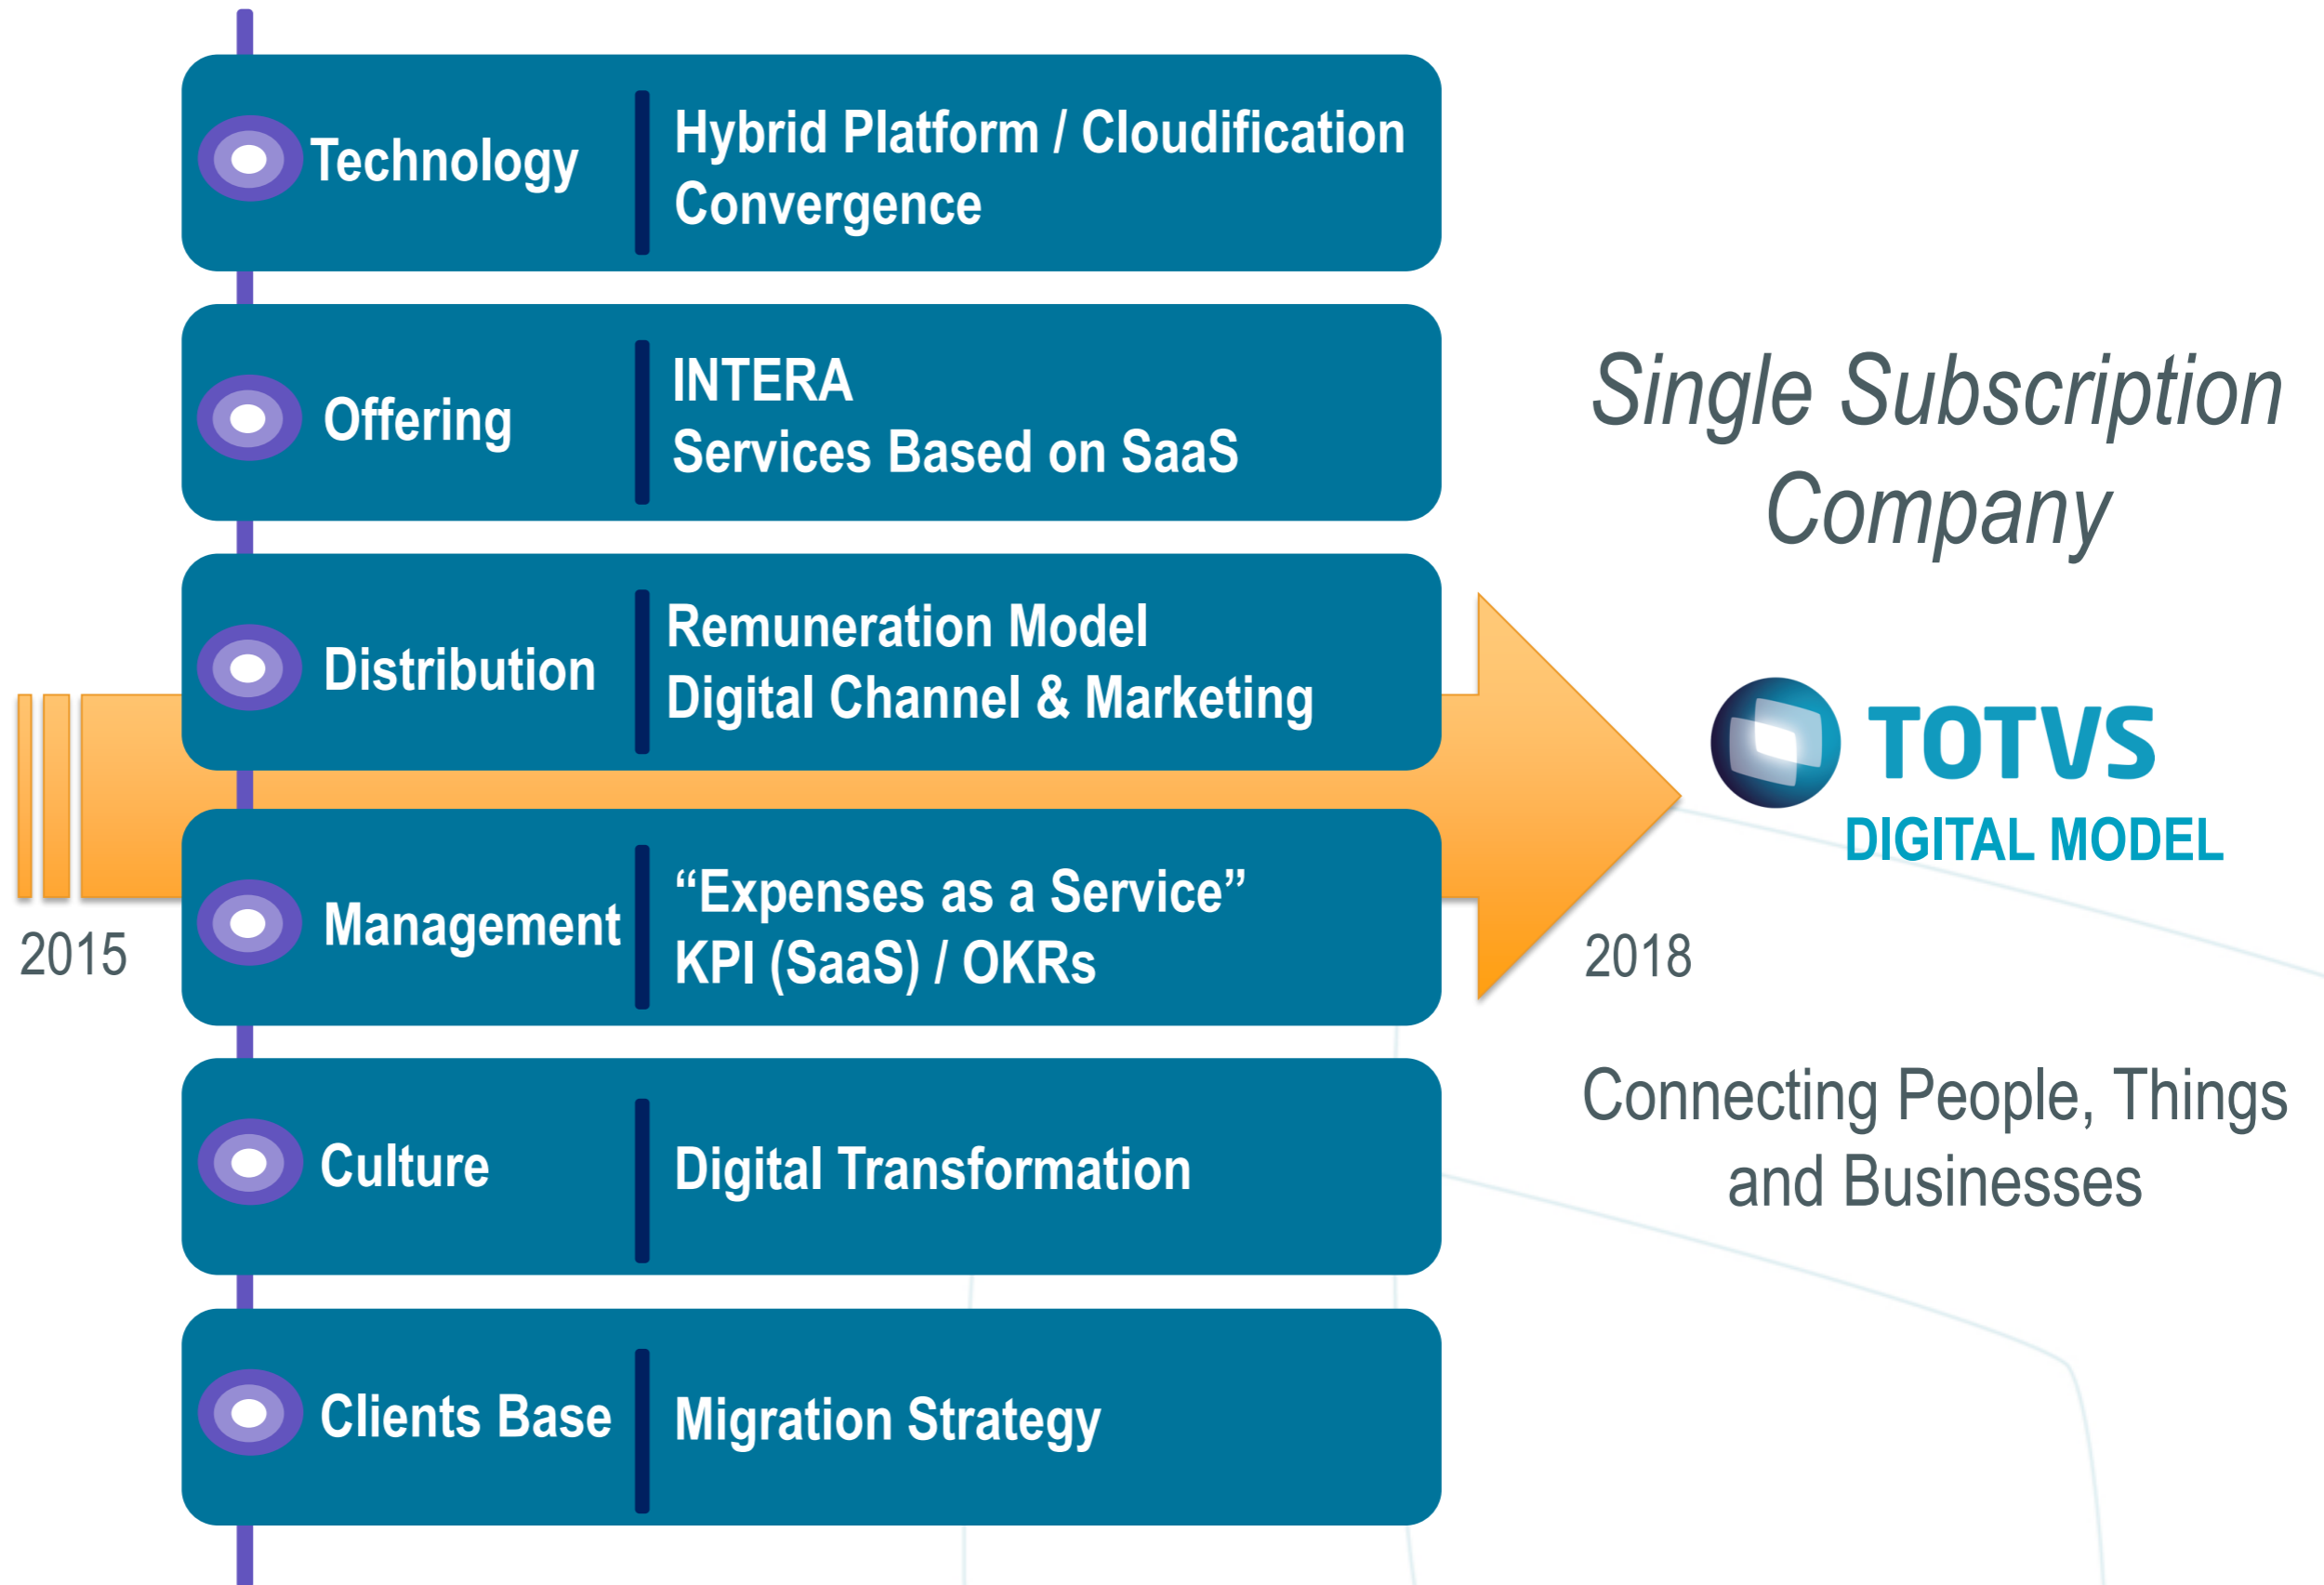 Technology
Hybrid Platform / Cloudification
Convergence
Offering
INTERA
Services Based on SaaS
Distribution
Remuneration Model
Digital Channel & Marketing
Management
“Expenses as a Service”
KPI (SaaS) / OKRs
Culture
Digital Transformation
Clients Base
Migration Strategy
2015
2018
Single Subscription
Company
TOTVS
DIGITAL MODEL
Connecting People, Things
and Businesses